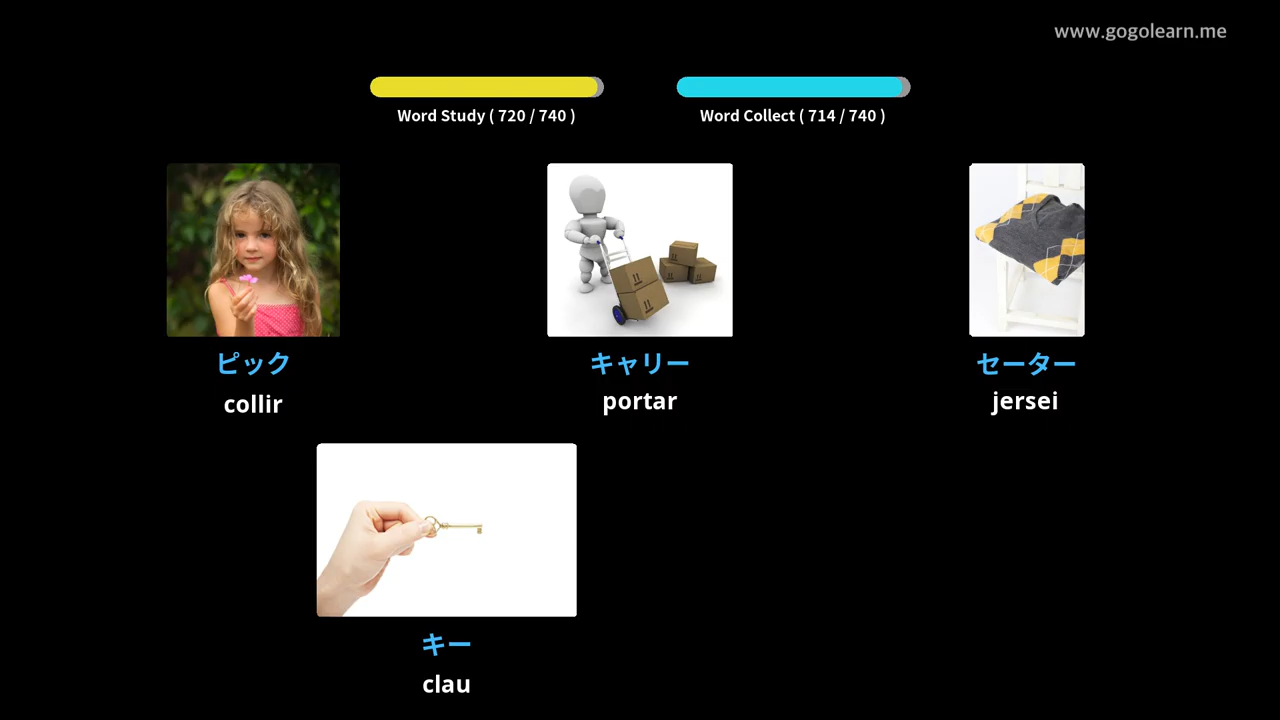 www.gogolearn.me
Word Study ( 720 / 740 )
Word Collect ( 714 / 740 )
ピック
collir
キャリー
portar
セーター
jersei
キー
clau